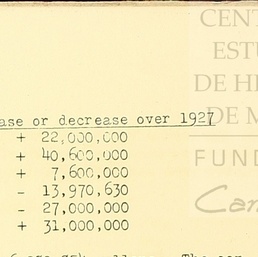 CENT
ESTU
DE HI
DE M
FUND
Car
ase or decrease over 1927
+ 22,000,000
+ 40,600,000
+ 7,600,000
- 13,970,630
- 27,000,000
+ 31,000,000